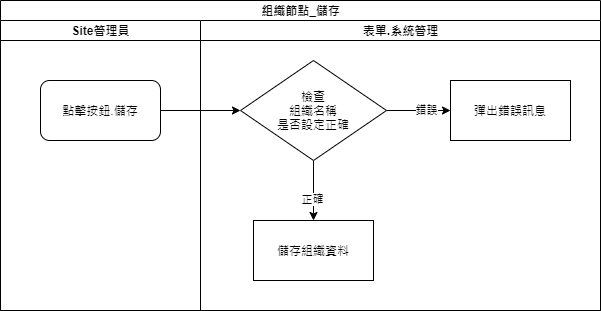 組織節點_儲存
Site管理員
表單.系統管理
點擊按鈕.儲存
檢查
組織名稱
是否設定正確
錯誤
彈出錯誤訊息
正確
儲存組織資料